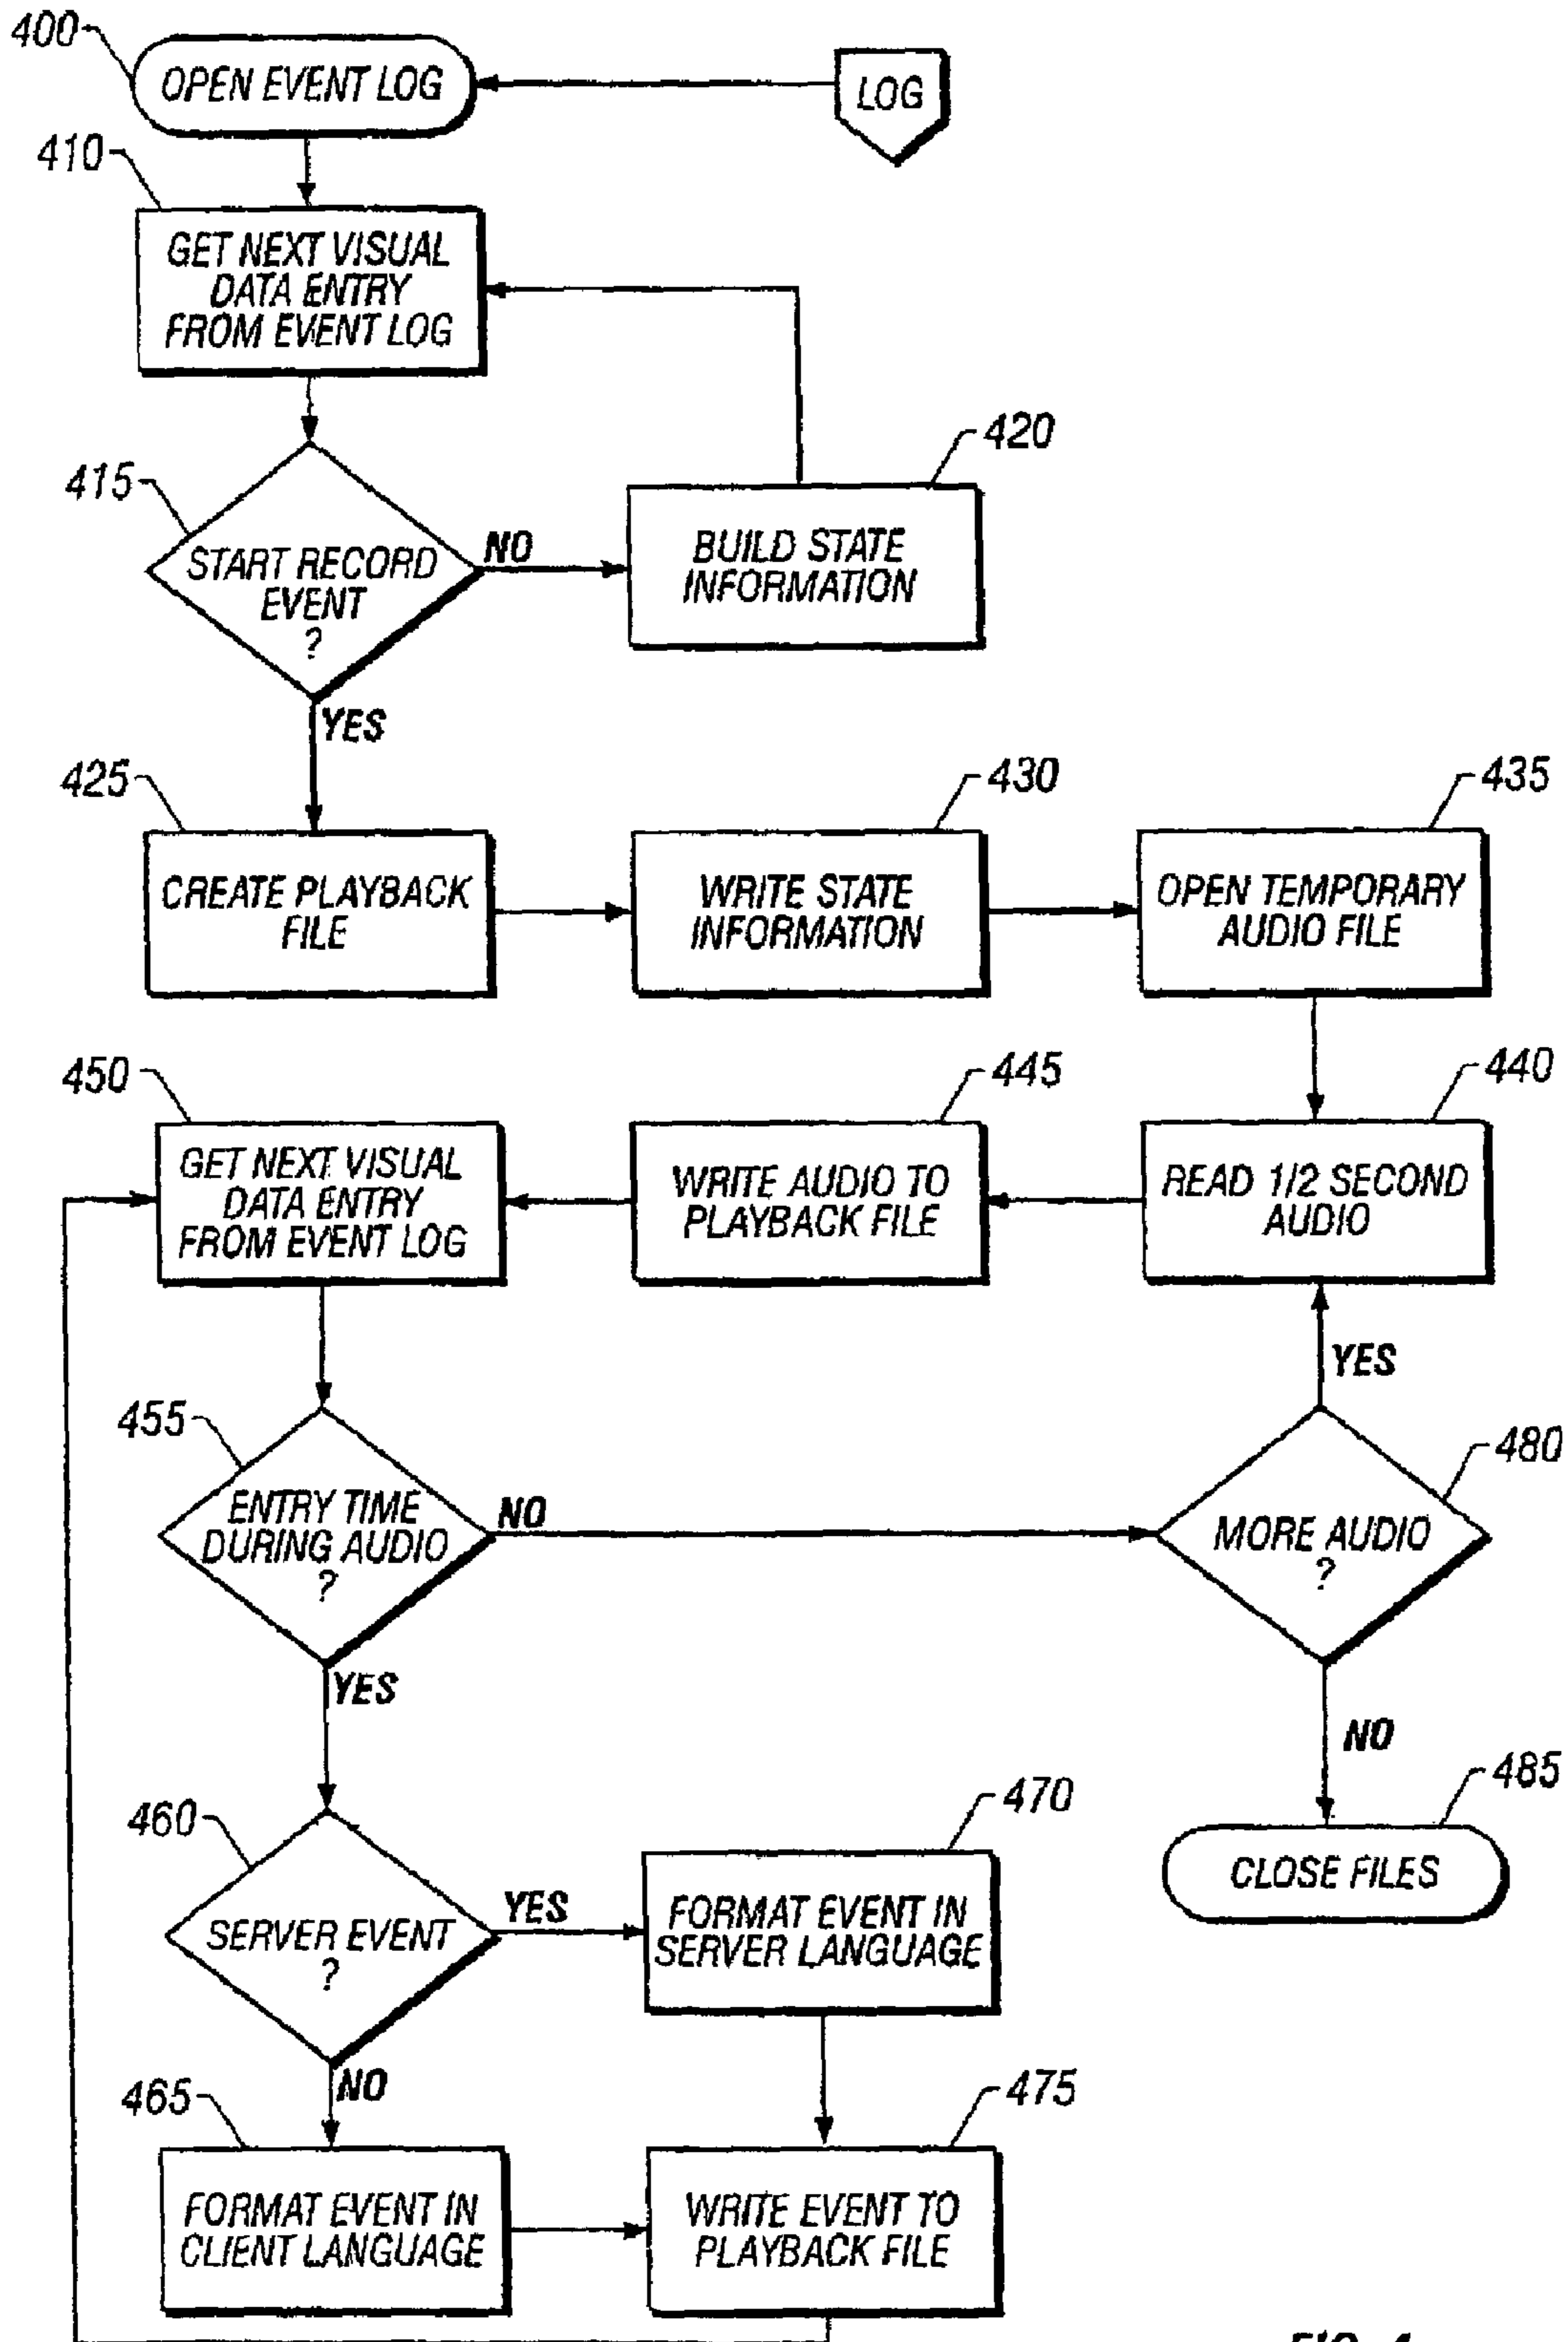 400
OPEN EVENT LOG
LOG
410
GET NEXT VISUAL
DATA ENTRY
FROM EVENT LOG
415
START RECORD
EVENT
?
NO
420
BUILD STATE
INFORMATION
YES
425
CREATE PLAYBACK
FILE
430
WRITE STATE
INFORMATION
435
OPEN TEMPORARY
AUDIO FILE
450
GET NEXT VISUAL
DATA ENTRY
FROM EVENT LOG
445
WRITE AUDIO TO
PLAYBACK FILE
440
READ 1/2 SECOND
AUDIO
YES
455
ENTRY TIME
DURING AUDIO
?
NO
480
MORE AUDIO
?
YES
NO
460
SERVER EVENT
?
YES
470
FORMAT EVENT IN
SERVER LANGUAGE
485
CLOSE FILES
NO
465
FORMAT EVENT IN
CLIENT LANGUAGE
475
WRITE EVENT TO
PLAYBACK FILE